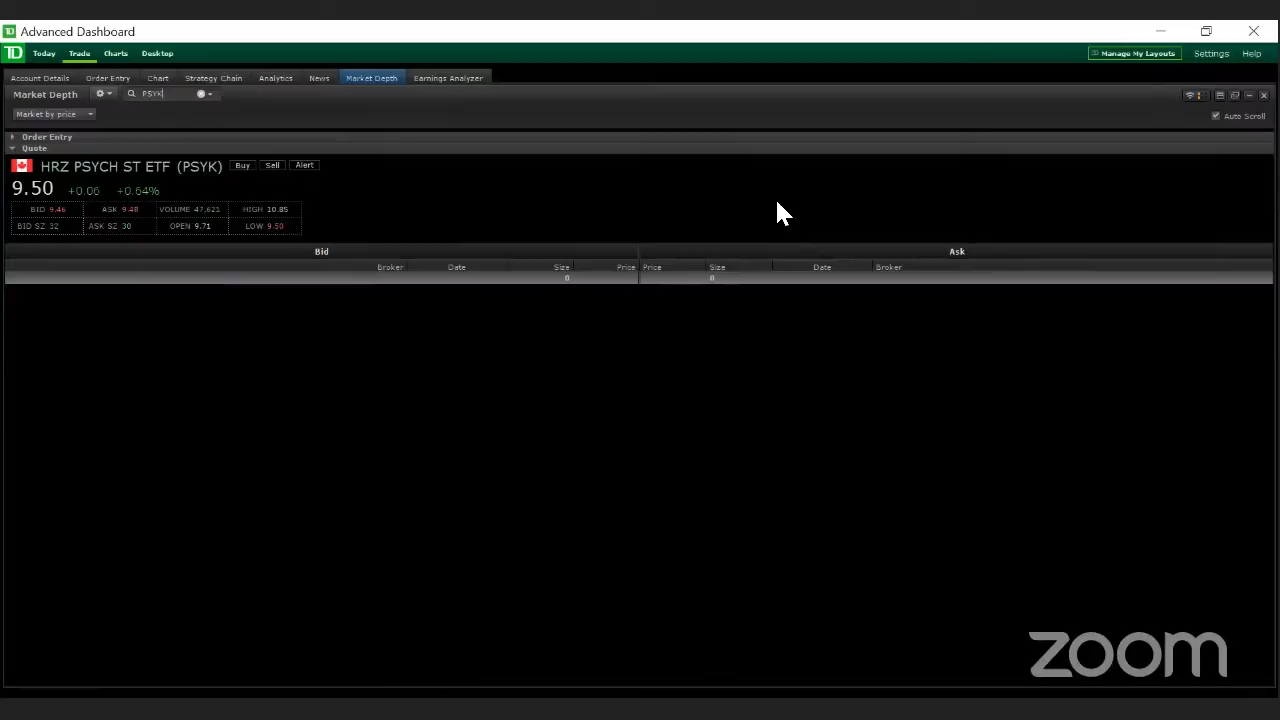 TD Advanced Dashboard
TD Today Trade Charts Desktop Manage My Layouts Settings Help
Account Details Order Entry Chart Strategy Chain Analytics News Market Depth Earnings Analyzer
Market Depth PSYK
Market by price Auto Scroll
Order Entry
Quote
HRZ PSYCH ST ETF (PSYK) Buy Sell Alert
9.50 +0.06 +0.64%
BID 9.46 ASK 9.48 VOLUME 47,621 HIGH 10.85
BID SZ 32 ASK SZ 30 OPEN 9.71 LOW 9.50
Bid Ask
Broker Date Size Price Price Size Date Broker
0 0
zoom